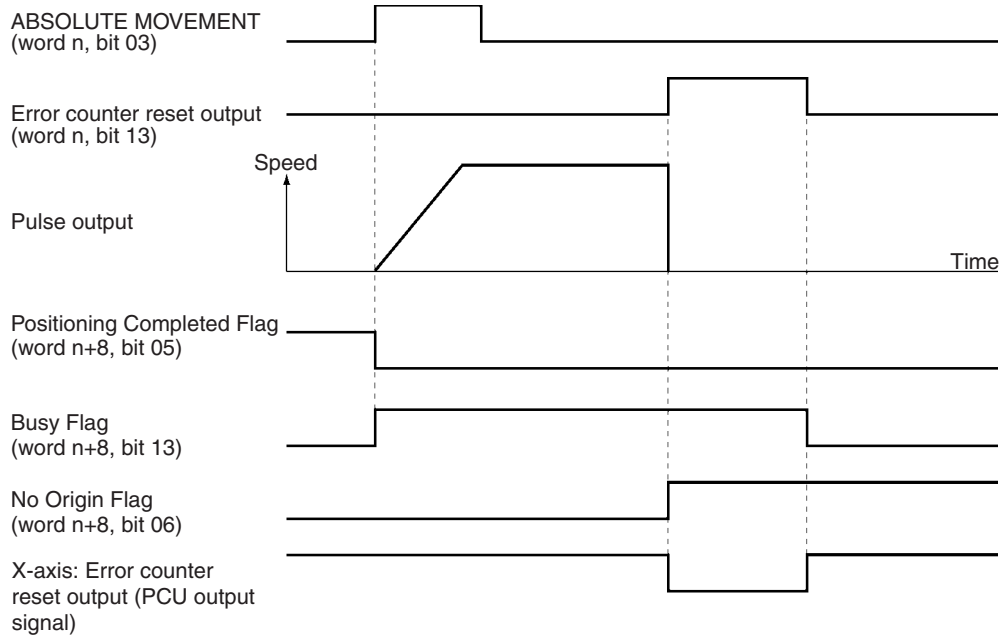 ABSOLUTE MOVEMENT
(word n, bit 03)
Error counter reset output
(word n, bit 13)
Speed
Pulse output
Time
Positioning Completed Flag
(word n+8, bit 05)
Busy Flag
(word n+8, bit 13)
No Origin Flag
(word n+8, bit 06)
X-axis: Error counter
reset output (PCU output
signal)